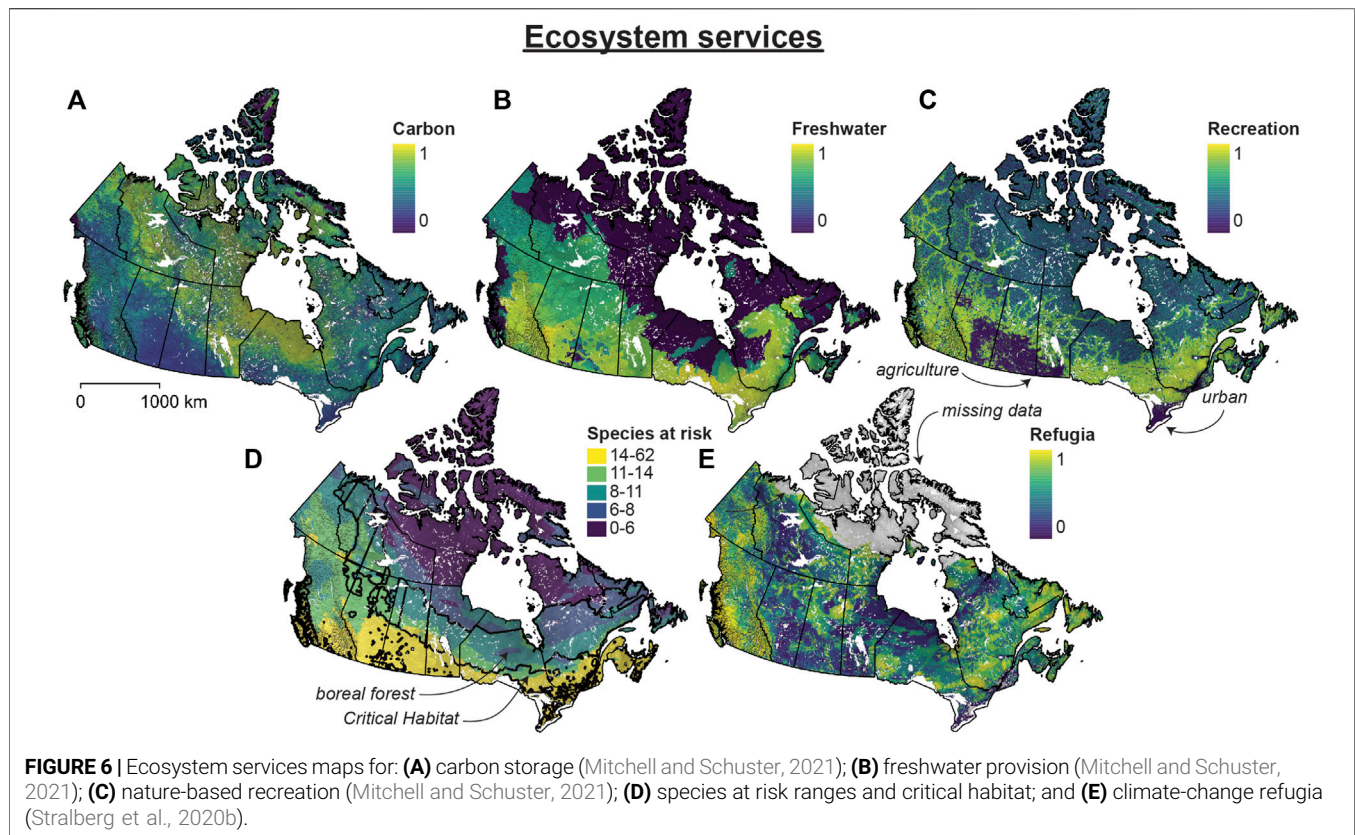 Ecosystem services
A
Carbon
1
0
B
Freshwater
1
0
C
Recreation
1
0
0 1000 km
agriculture
urban
missing data
D
Species at risk
14-62
11-14
8-11
6-8
0-6
boreal forest
Critical Habitat
E
Refugia
1
0
FIGURE 6 | Ecosystem services maps for: (A) carbon storage (Mitchell and Schuster, 2021); (B) freshwater provision (Mitchell and Schuster,
2021); (C) nature-based recreation (Mitchell and Schuster, 2021); (D) species at risk ranges and critical habitat; and (E) climate-change refugia
(Stralberg et al., 2020b).